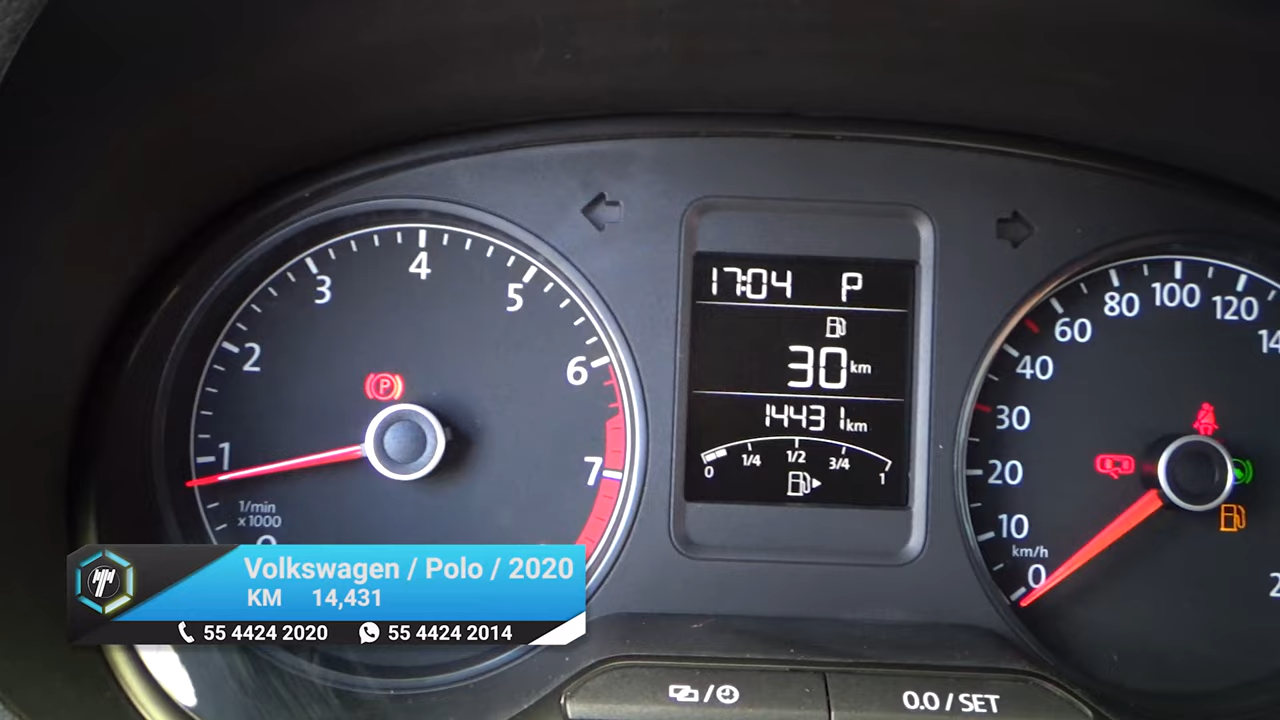 1
2
3
4
5
6
7
1/min
x1000
P
17:04 P
30 km
14431 km
0 1/4 1/2 3/4 1
0
10
20
30
40
60
80
100
120
km/h
0.0 / SET
Volkswagen / Polo / 2020
KM 14,431
55 4424 2020 55 4424 2014